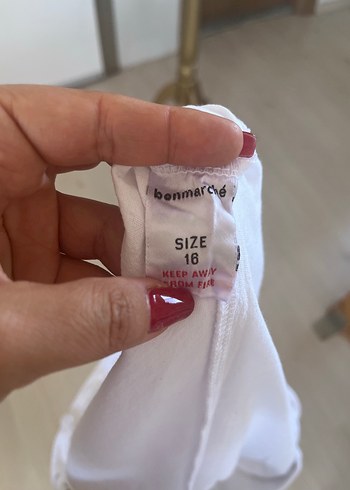 bonmarché
SIZE
16
KEEP AWAY
FROM FIRE